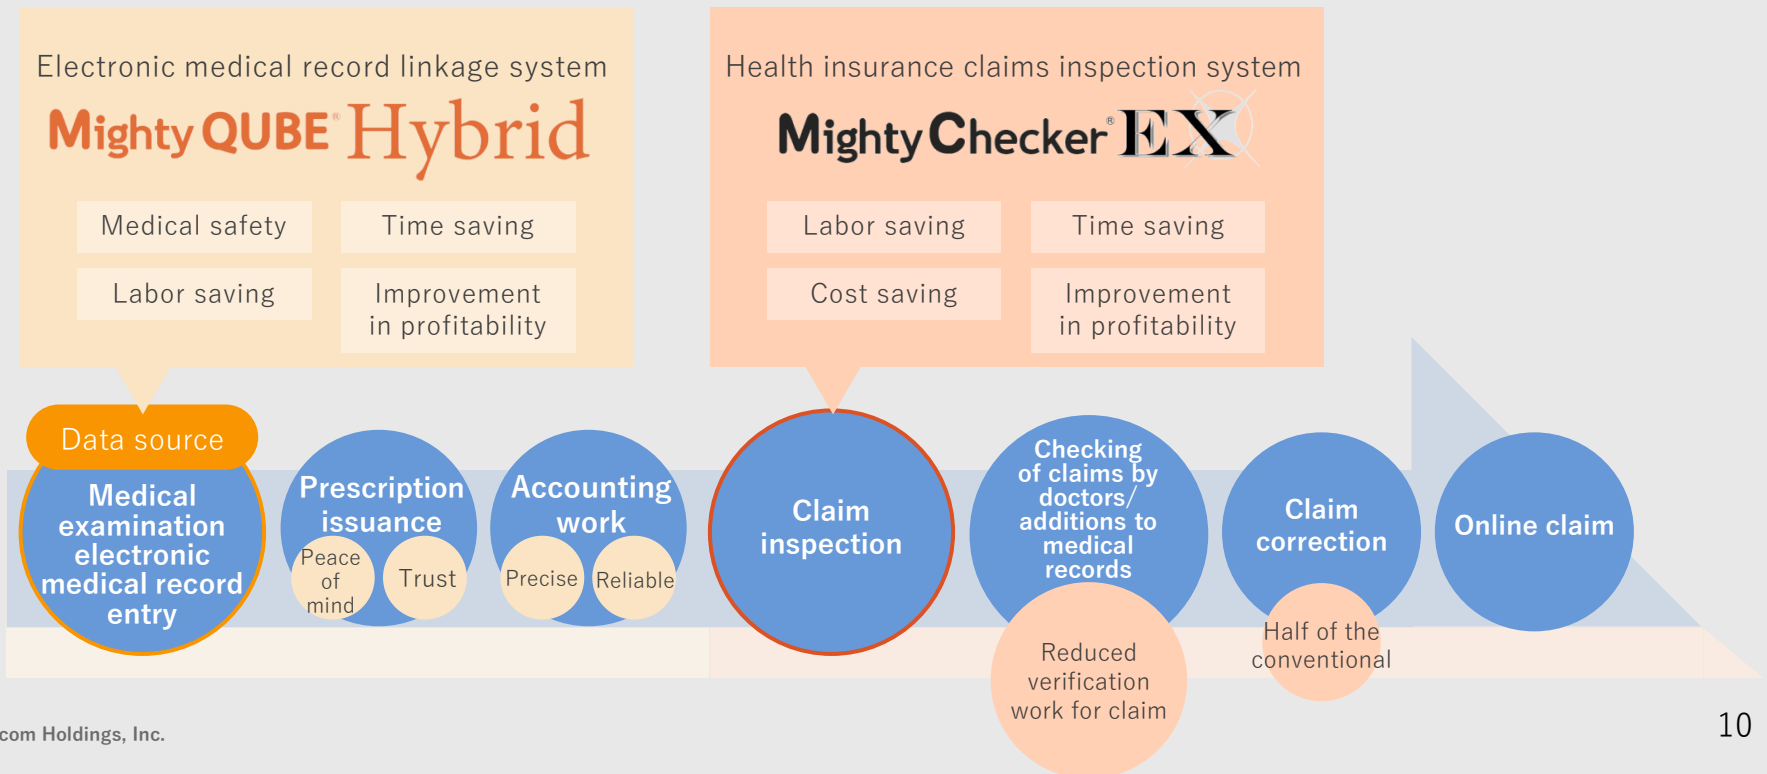 Electronic medical record linkage system
Mighty QUBE® Hybrid
Medical safety
Time saving
Labor saving
Improvement
in profitability
Health insurance claims inspection system
Mighty Checker® EX
Labor saving
Time saving
Cost saving
Improvement
in profitability
Data source
Medical
examination
electronic
medical record
entry
Prescription
issuance
Peace
of
mind
Trust
Accounting
work
Precise
Reliable
Claim
inspection
Checking
of claims by
doctors/
additions to
medical
records
Reduced
verification
work for claim
Claim
correction
Half of the
conventional
Online claim
com Holdings, Inc.
10